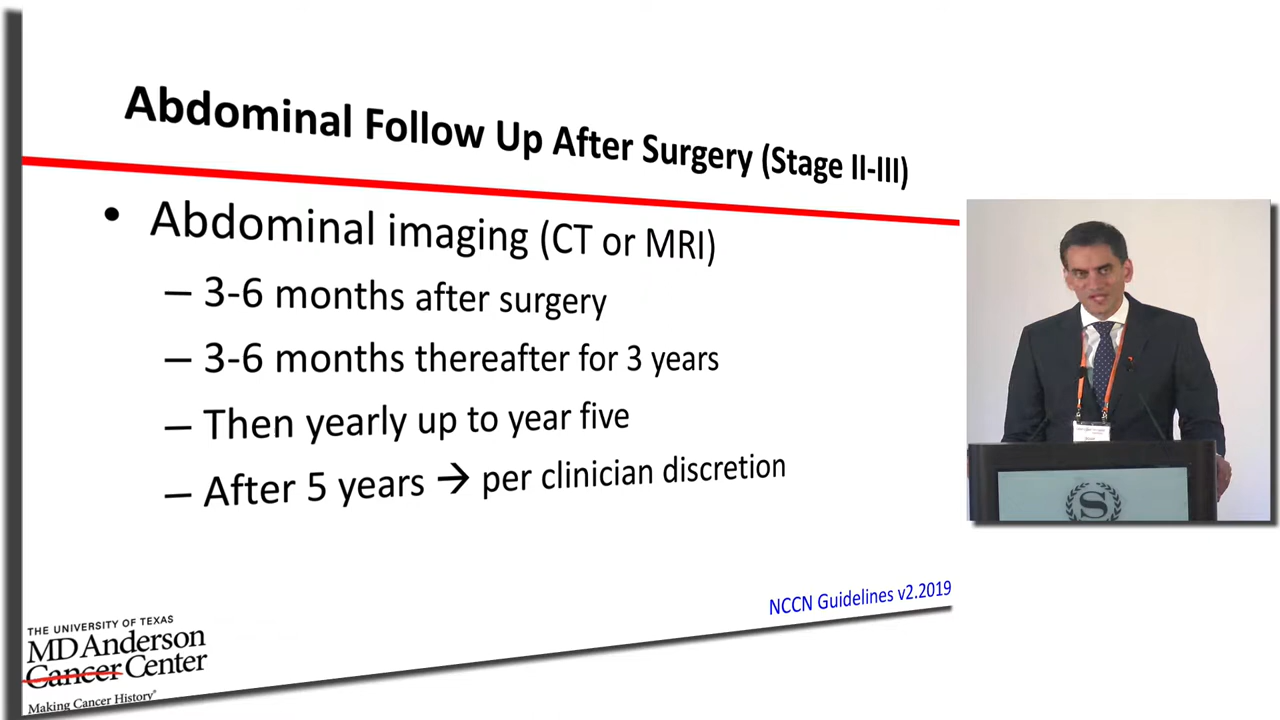 Abdominal Follow Up After Surgery (Stage II-III)
• Abdominal imaging (CT or MRI)
– 3-6 months after surgery
– 3-6 months thereafter for 3 years
– Then yearly up to year five
– After 5 years → per clinician discretion
NCCN Guidelines v2.2019
THE UNIVERSITY OF TEXAS
MD Anderson
Cancer Center
Making Cancer History®
S